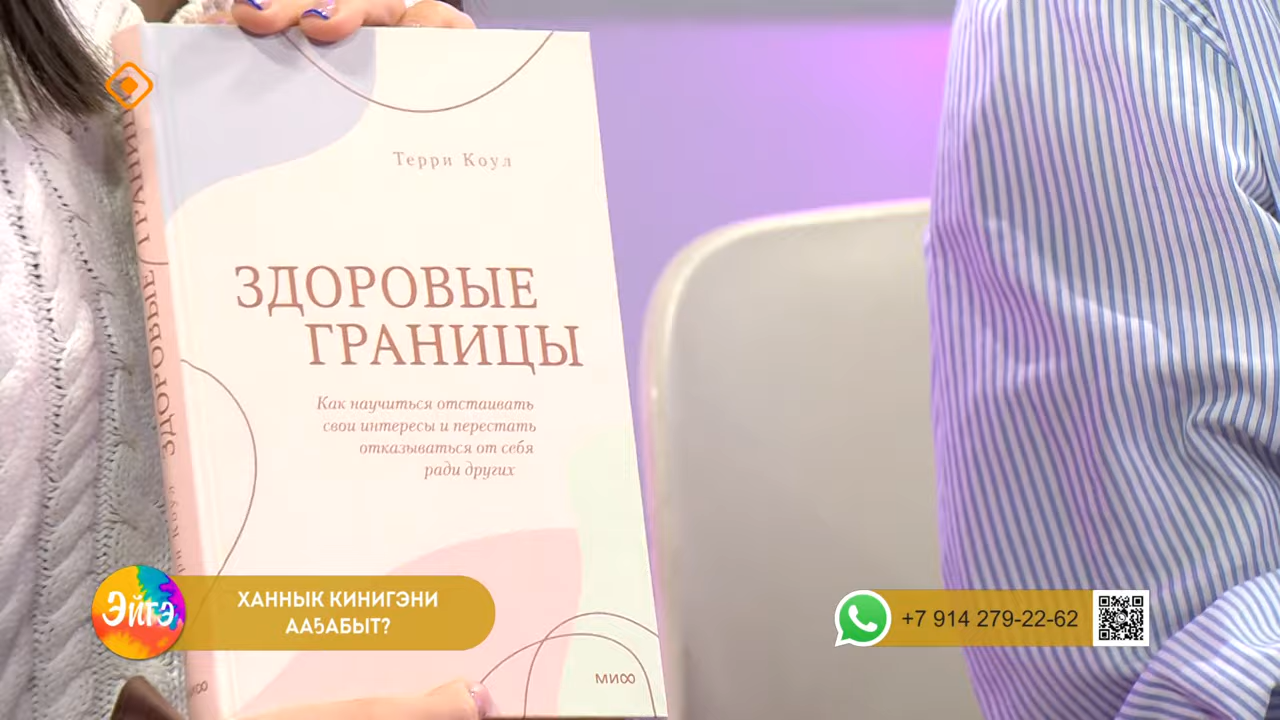 Терри Коул
ЗДОРОВЫЕ
ГРАНИЦЫ
Как научиться отстаивать
свои интересы и перестать
отказываться от себя
ради других
миф
ЗДОРОВЫЕ ГРАНИЦЫ
Эйгэ
ХАННЫК КИНИГЭНИ
ААҔАБЫТ?
+7 914 279-22-62